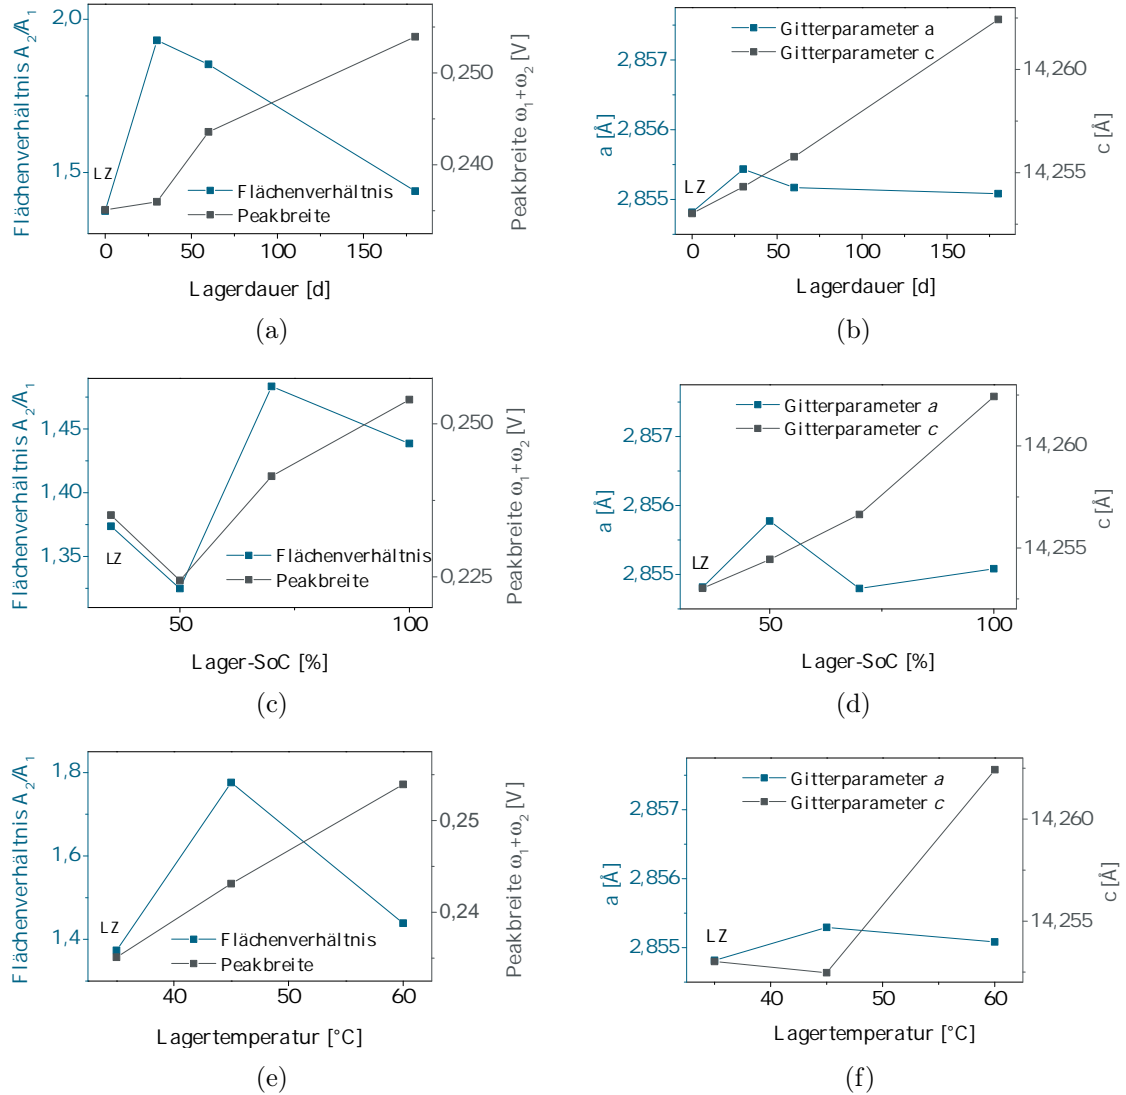 Flächenverhältnis A₂/A₁
2,0
1,5
LZ
Flächenverhältnis
Peakbreite
0,250
0,240
Peakbreite ω₁+ω₂ [V]
0 50 100 150
Lagerdauer [d]
(a)
a [Å]
2,857
2,856
2,855
LZ
Gitterparameter a
Gitterparameter c
14,260
14,255
c [Å]
0 50 100 150
Lagerdauer [d]
(b)
Flächenverhältnis A₂/A₁
1,45
1,40
1,35
LZ
Flächenverhältnis
Peakbreite
0,250
0,225
Peakbreite ω₁+ω₂ [V]
50 100
Lager-SoC [%]
(c)
a [Å]
2,857
2,856
2,855
LZ
Gitterparameter a
Gitterparameter c
14,260
14,255
c [Å]
50 100
Lager-SoC [%]
(d)
Flächenverhältnis A₂/A₁
1,8
1,6
1,4
LZ
Flächenverhältnis
Peakbreite
0,25
0,24
Peakbreite ω₁+ω₂ [V]
40 50 60
Lagertemperatur [°C]
(e)
a [Å]
2,857
2,856
2,855
LZ
Gitterparameter a
Gitterparameter c
14,260
14,255
c [Å]
40 50 60
Lagertemperatur [°C]
(f)